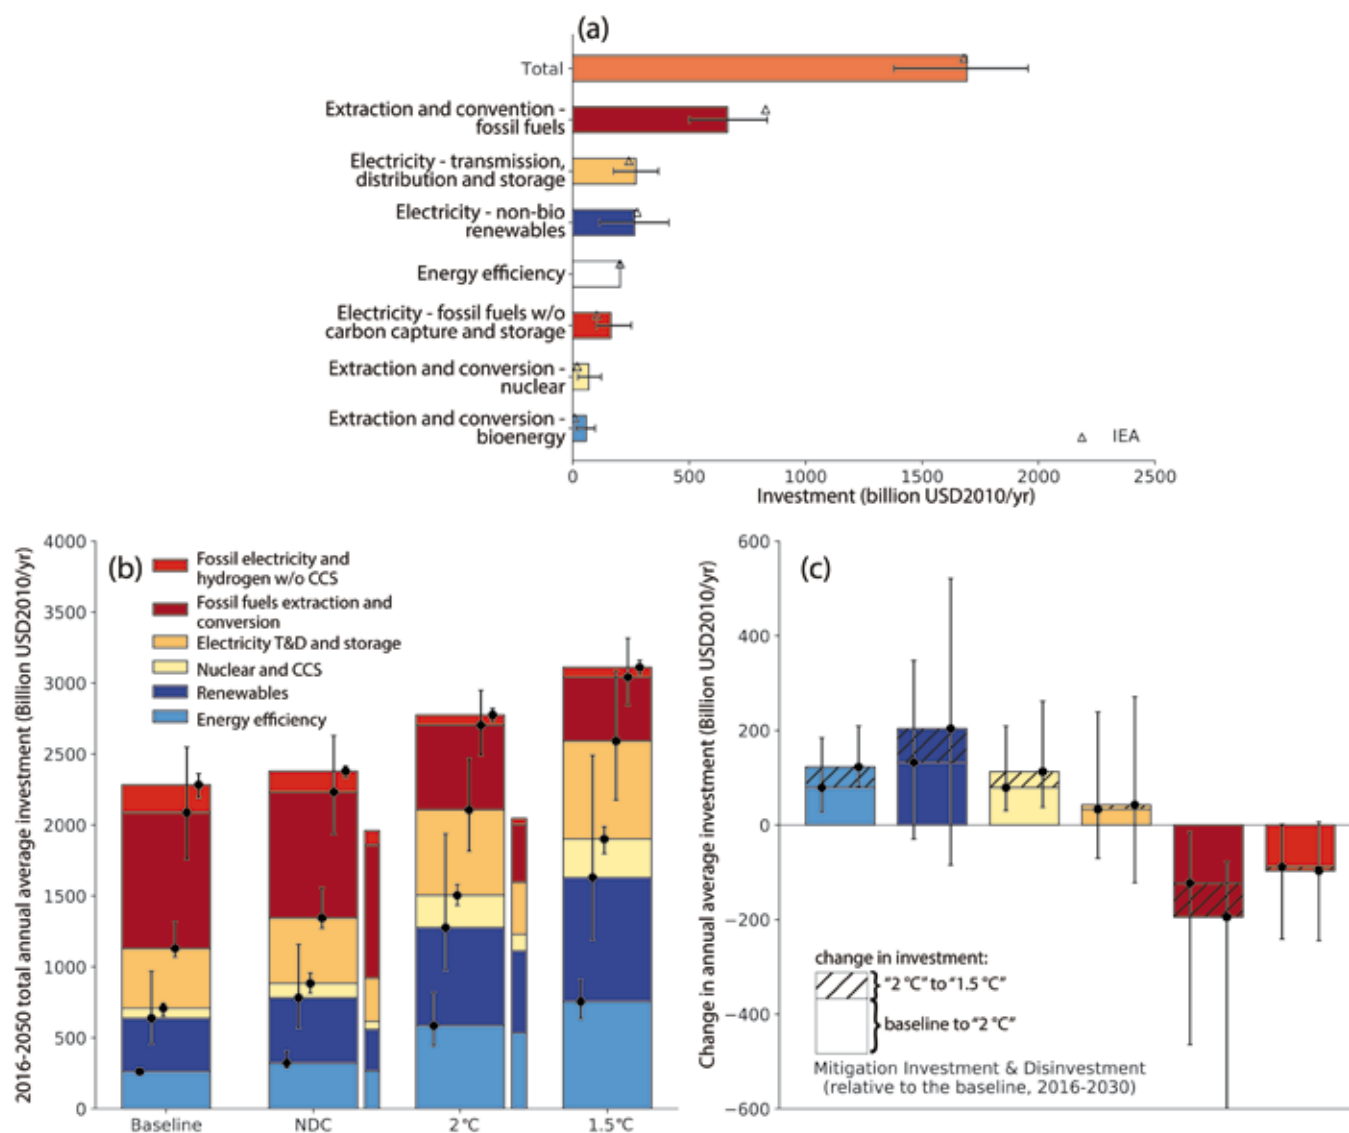 (a)
Total
Extraction and convention -
fossil fuels
Electricity - transmission,
distribution and storage
Electricity - non-bio
renewables
Energy efficiency
Electricity - fossil fuels w/o
carbon capture and storage
Extraction and conversion -
nuclear
Extraction and conversion -
bioenergy
IEA
0 500 1000 1500 2000 2500
Investment (billion USD2010/yr)
(b)
2016-2050 total annual average investment (Billion USD2010/yr)
4000
3500
3000
2500
2000
1500
1000
500
0
Fossil electricity and
hydrogen w/o CCS
Fossil fuels extraction and
conversion
Electricity T&D and storage
Nuclear and CCS
Renewables
Energy efficiency
Baseline NDC 2°C 1.5°C
(c)
Change in annual average investment (Billion USD2010/yr)
600
400
200
0
−200
−400
−600
change in investment:
"2 °C" to "1.5 °C"
baseline to "2 °C"
Mitigation Investment & Disinvestment
(relative to the baseline, 2016-2030)